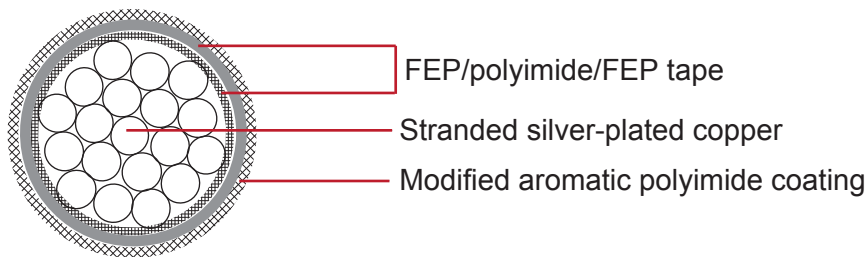 FEP/polyimide/FEP tape
Stranded silver-plated copper
Modified aromatic polyimide coating